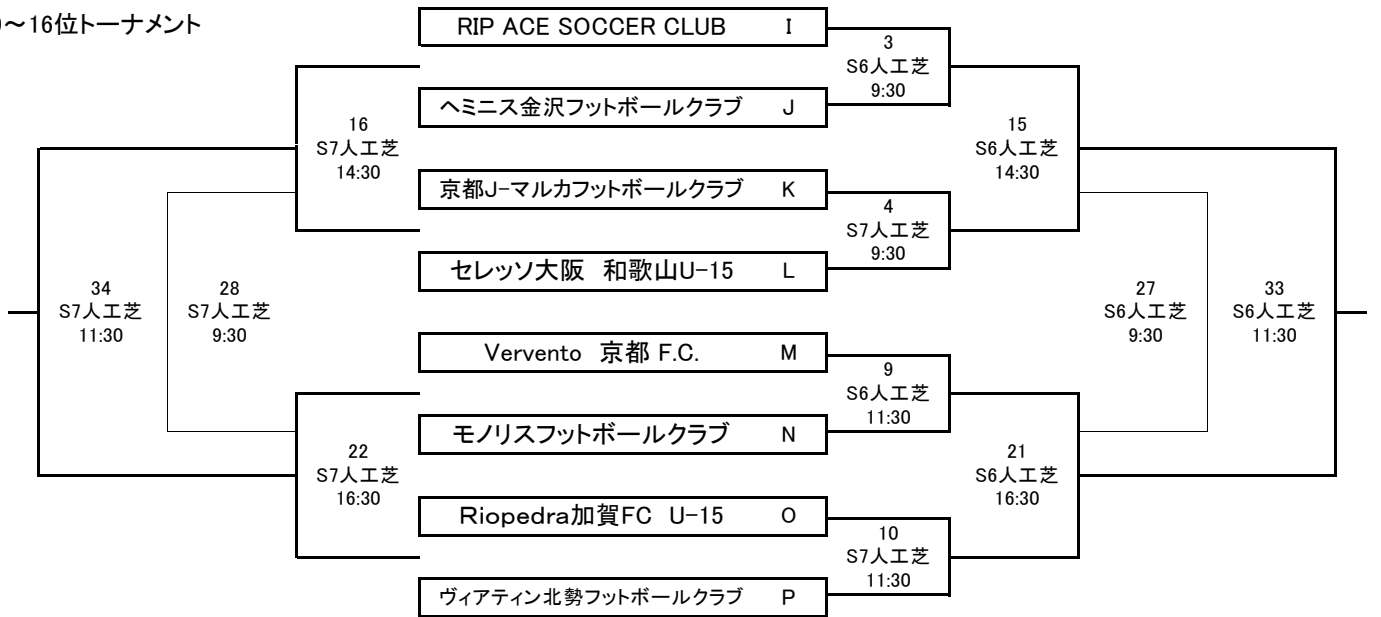 ～16位トーナメント
RIP ACE SOCCER CLUB I
3
S6人工芝
9:30
ヘミニス金沢フットボールクラブ J
16
S7人工芝
14:30
15
S6人工芝
14:30
京都J-マルカフットボールクラブ K
4
S7人工芝
9:30
セレッソ大阪 和歌山U-15 L
34
S7人工芝
11:30
28
S7人工芝
9:30
27
S6人工芝
9:30
33
S6人工芝
11:30
Vervento 京都 F.C. M
9
S6人工芝
11:30
モノリスフットボールクラブ N
22
S7人工芝
16:30
21
S6人工芝
16:30
Riopedra加賀FC U-15 O
10
S7人工芝
11:30
ヴィアティン北勢フットボールクラブ P